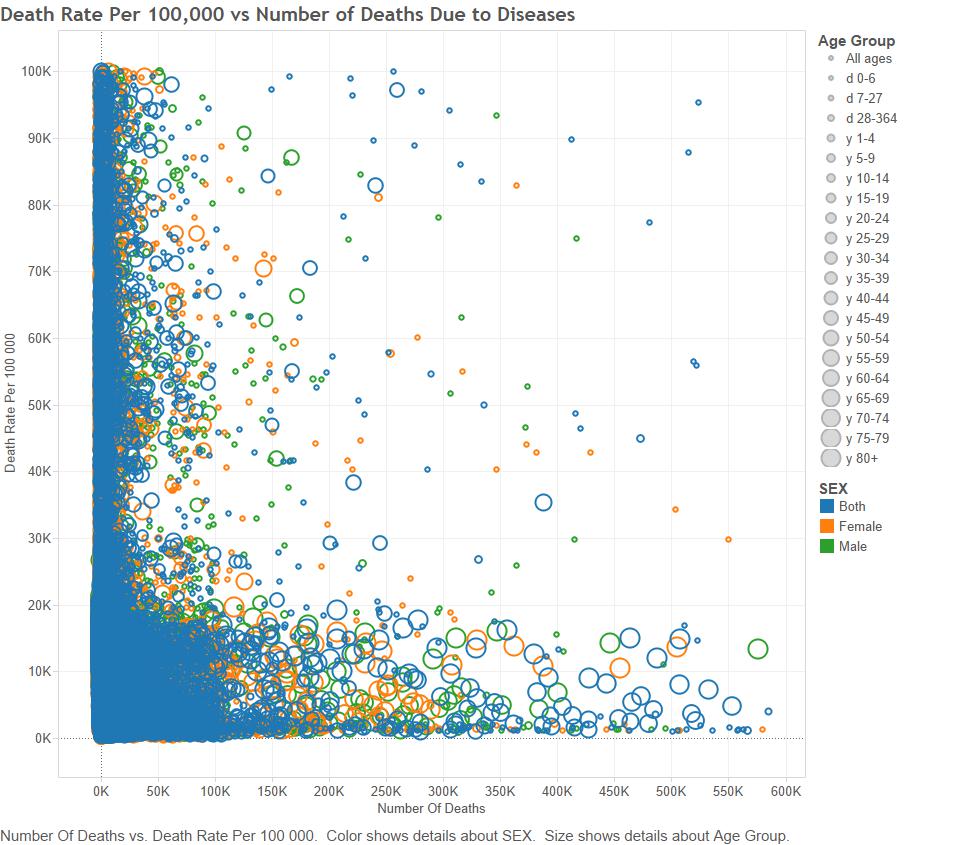 Death Rate Per 100,000 vs Number of Deaths Due to Diseases
Death Rate Per 100 000
100K
90K
80K
70K
60K
50K
40K
30K
20K
10K
0K
0K 50K 100K 150K 200K 250K 300K 350K 400K 450K 500K 550K 600K
Number Of Deaths
Age Group
All ages
d 0-6
d 7-27
d 28-364
y 1-4
y 5-9
y 10-14
y 15-19
y 20-24
y 25-29
y 30-34
y 35-39
y 40-44
y 45-49
y 50-54
y 55-59
y 60-64
y 65-69
y 70-74
y 75-79
y 80+
SEX
Both
Female
Male
Number Of Deaths vs. Death Rate Per 100 000.  Color shows details about SEX.  Size shows details about Age Group.